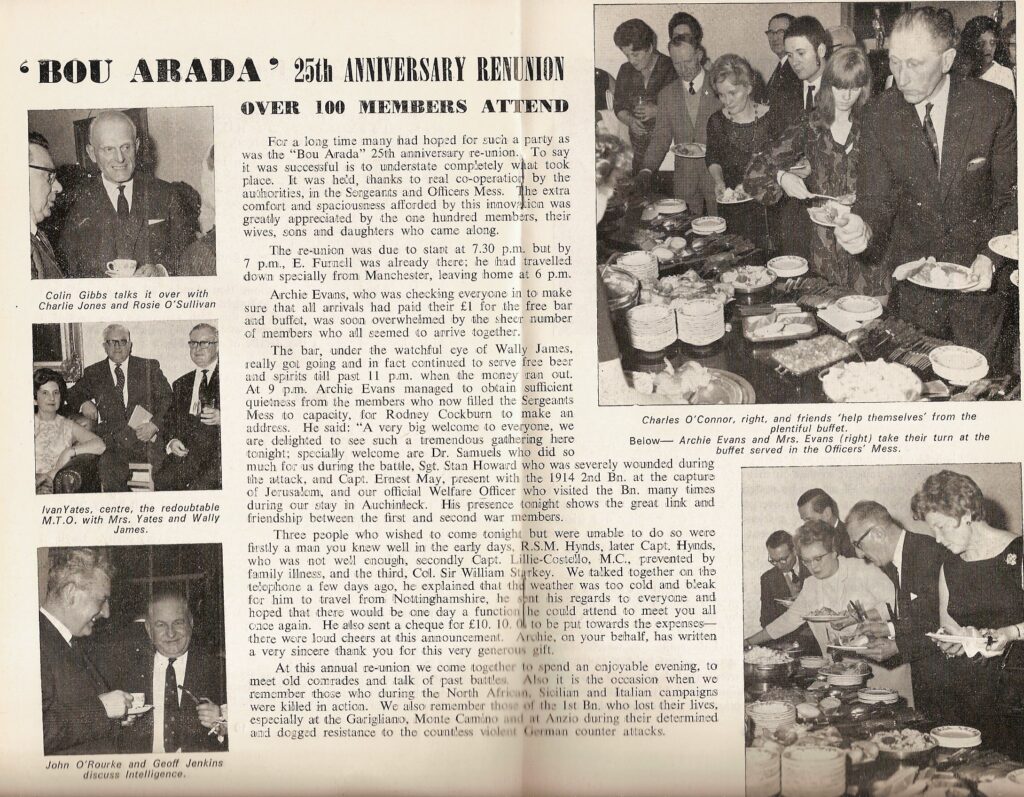 ‘BOU ARADA’ 25th ANNIVERSARY RENUNION
OVER 100 MEMBERS ATTEND
For a long time many had hoped for such a party as
was the “Bou Arada” 25th anniversary re-union. To say
it was successful is to understate completely what took
place. It was held, thanks to real co-operation by the
authorities, in the Sergeants and Officers Mess. The extra
comfort and spaciousness afforded by this innovation was
greatly appreciated by the one hundred members, their
wives, sons and daughters who came along.
The re-union was due to start at 7.30 p.m. but by
7 p.m., E. Furnell was already there; he had travelled
down specially from Manchester, leaving home at 6 p.m.
Archie Evans, who was checking everyone in to make
sure that all arrivals had paid their £1 for the free bar
and buffet, was soon overwhelmed by the sheer number
of members who all seemed to arrive together.
The bar, under the watchful eye of Wally James,
really got going and in fact continued to serve free beer
and spirits till past 11 p.m. when the money ran out.
At 9 p.m. Archie Evans managed to obtain sufficient
quietness from the members who now filled the Sergeants
Mess to capacity, for Rodney Cockburn to make an
address. He said: “A very big welcome to everyone, we
are delighted to see such a tremendous gathering here
tonight; specially welcome are Dr. Samuels who did so
much for us during the battle, Sgt. Stan Howard who was severely wounded during
the attack, and Capt. Ernest May, present with the 1914 2nd Bn. at the capture
of Jerusalem, and our official Welfare Officer who visited the Bn. many times
during our stay in Auchinleck. His presence tonight shows the great link and
friendship between the first and second war members.
Three people who wished to come tonight but were unable to do so were
firstly a man you knew well in the early days, R.S.M. Hynds, later Capt. Hynds,
who was not well enough, secondly Capt. Lillie-Costello, M.C., prevented by
family illness, and the third, Col. Sir William Starkey. We talked together on the
telephone a few days ago, he explained that the weather was too cold and bleak
for him to travel from Nottinghamshire, he sent his regards to everyone and
hoped that there would be one day a function he could attend to meet you all
once again. He also sent a cheque for £10. 10. 0. to be put towards the expenses—
there were loud cheers at this announcement. Archie, on your behalf, has written
a very sincere thank you for this very generous gift.
At this annual re-union we come together to spend an enjoyable evening, to
meet old comrades and talk of past battles. Also it is the occasion when we
remember those who during the North African, Sicilian and Italian campaigns
were killed in action. We also remember those of the 1st Bn. who lost their lives,
especially at the Garigliano, Monte Camino and at Anzio during their determined
and dogged resistance to the countless violent German counter attacks.
Colin Gibbs talks it over with
Charlie Jones and Rosie O'Sullivan
IvanYates, centre, the redoubtable
M.T.O. with Mrs. Yates and Wally
James.
John O'Rourke and Geoff Jenkins
discuss Intelligence.
Charles O'Connor, right, and friends ‘help themselves’ from the
plentiful buffet.
Below— Archie Evans and Mrs. Evans (right) take their turn at the
buffet served in the Officers' Mess.